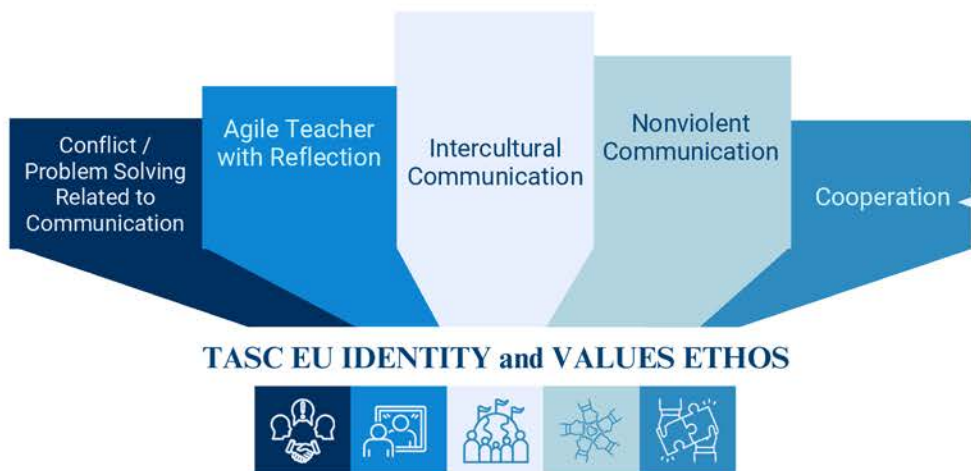 Conflict /
Problem Solving
Related to
Communication
Agile Teacher
with Reflection
Intercultural
Communication
Nonviolent
Communication
Cooperation
TASC EU IDENTITY and VALUES ETHOS